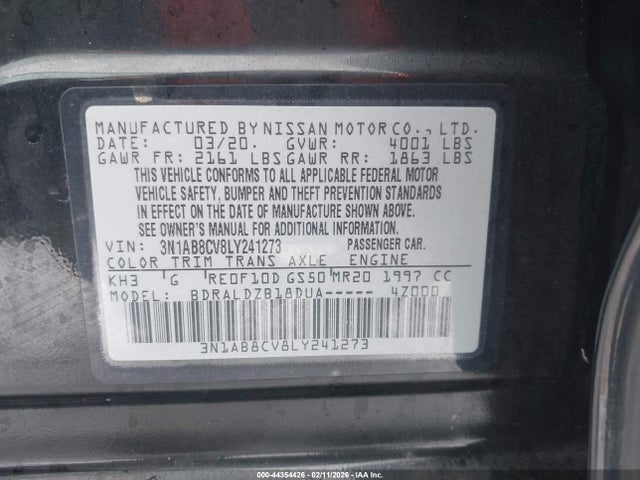 MANUFACTURED BY NISSAN MOTOR CO., LTD.
DATE: 03/20. GVWR: 4001 LBS
GAWR FR: 2161 LBS GAWR RR: 1863 LBS
THIS VEHICLE CONFORMS TO ALL APPLICABLE FEDERAL MOTOR
VEHICLE SAFETY, BUMPER AND THEFT PREVENTION STANDARDS
IN EFFECT ON THE DATE OF MANUFACTURE SHOWN ABOVE.
SEE OWNER'S MANUAL FOR ADDITIONAL INFORMATION.
VIN: 3N1AB8CV8LY241273 PASSENGER CAR.
COLOR TRIM TRANS AXLE ENGINE
KH3 G RE0F10D GS50 MR20 1997 CC
MODEL: BDRALDZB18DUA----- 4Z000
3N1AB8CV8LY241273
000-44354426 - 02/11/2026 - IAA Inc.